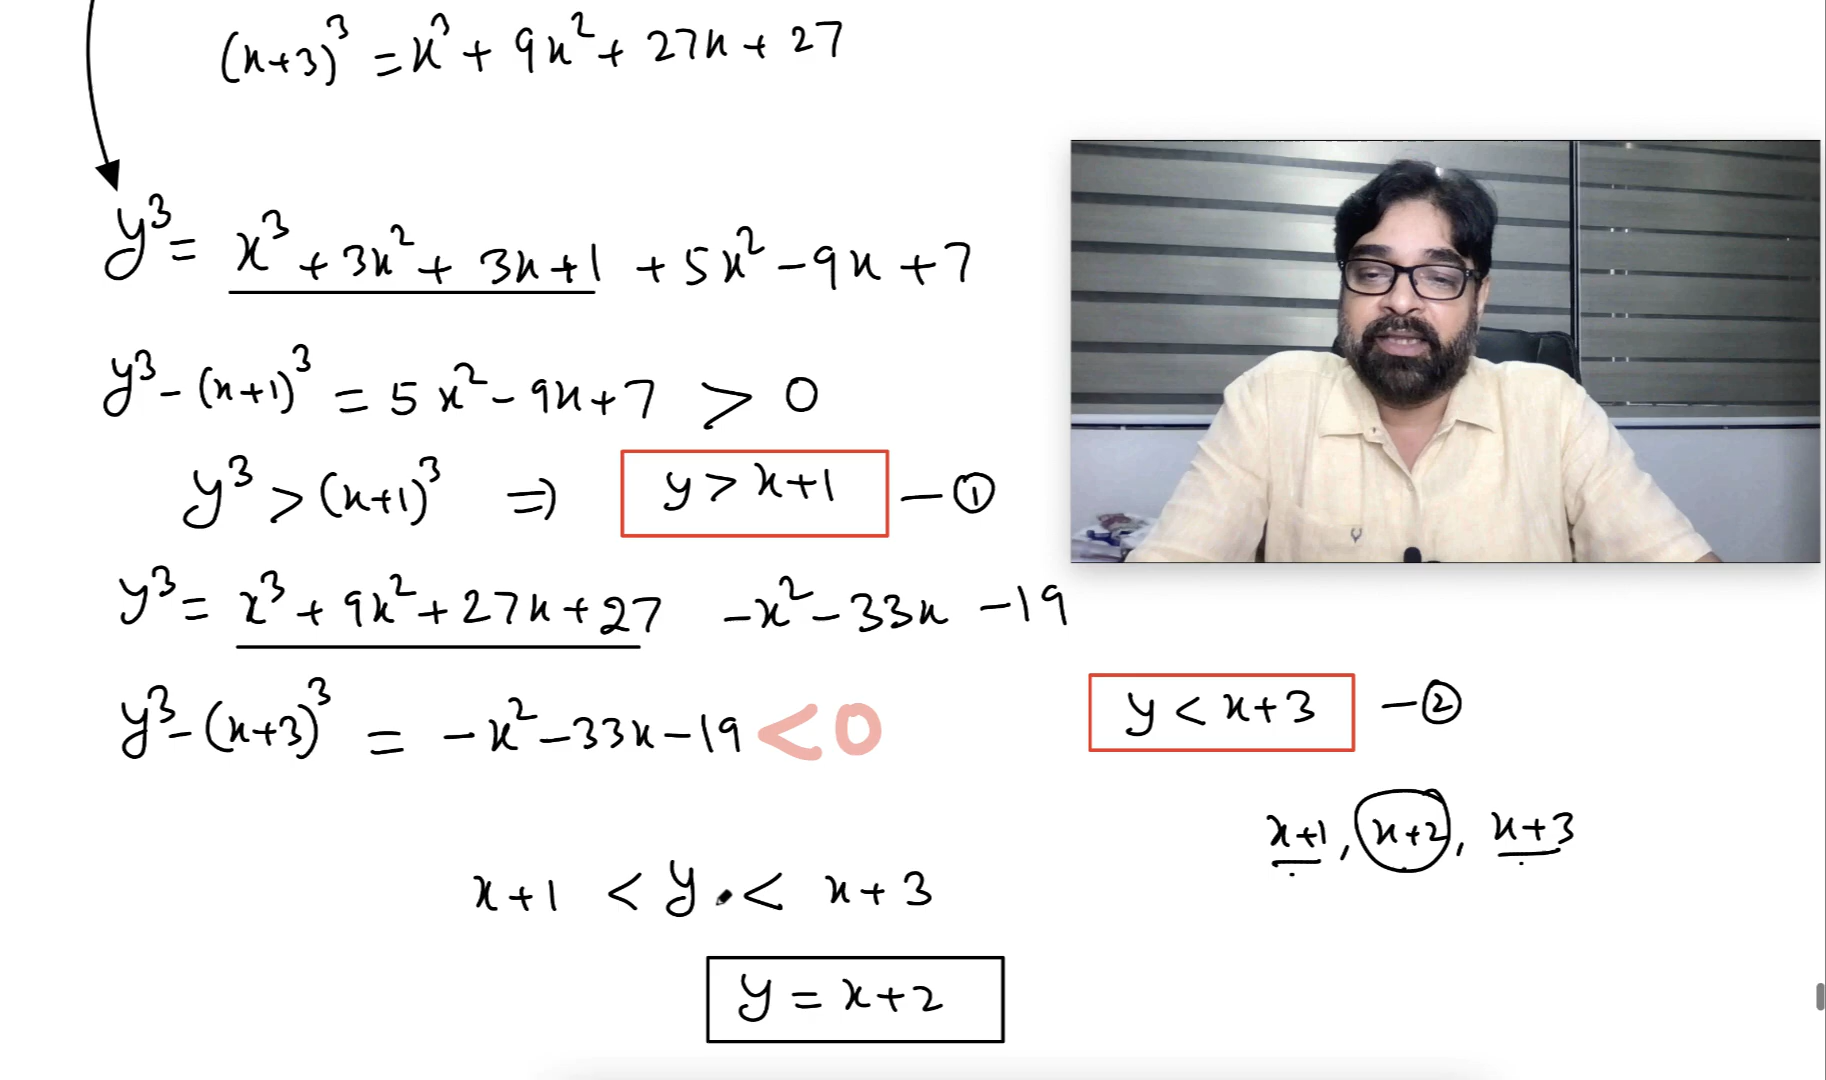 (x+3)³ = x³ + 9x² + 27x + 27
y³ = x³ + 3x² + 3x + 1 + 5x² - 9x + 7
y³ - (x+1)³ = 5x² - 9x + 7 > 0
y³ > (x+1)³ ⇒ y > x+1 — ①
y³ = x³ + 9x² + 27x + 27 - x² - 33x - 19
y³ - (x+3)³ = - x² - 33x - 19 < 0
y < x+3 — ②
x+1, x+2, x+3
x+1 < y < x+3
y = x+2